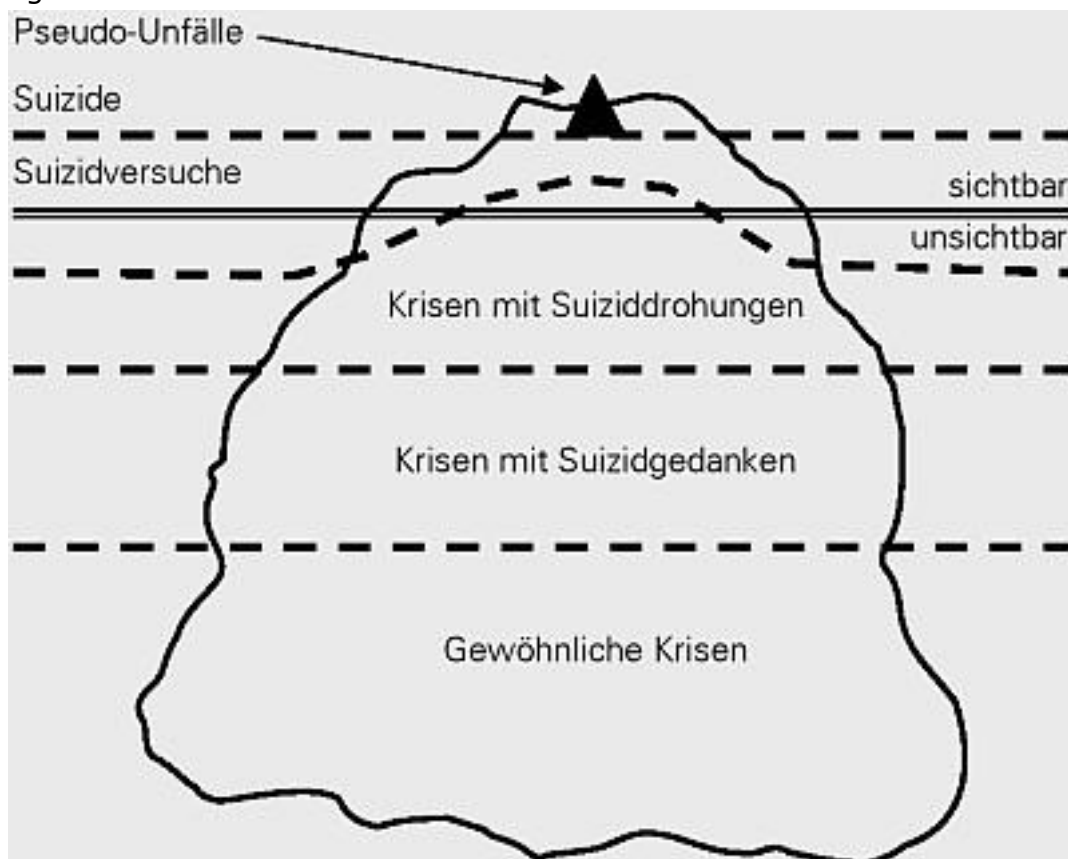 Pseudo-Unfälle
Suizide
Suizidversuche
sichtbar
unsichtbar
Krisen mit Suiziddrohungen
Krisen mit Suizidgedanken
Gewöhnliche Krisen